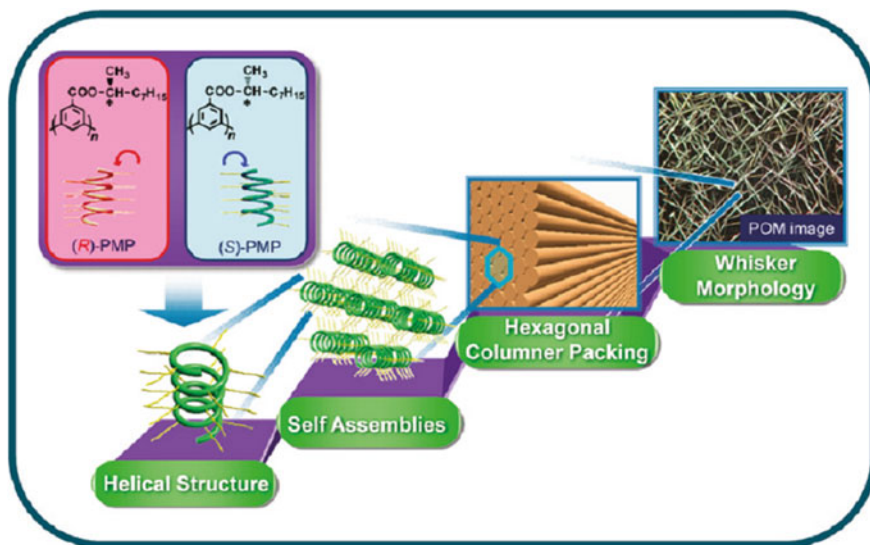 CH₃
COO-CH-C₇H₁₅
*
n
(R)-PMP
CH₃
COO-CH-C₇H₁₅
*
n
(S)-PMP
POM image
Whisker
Morphology
Hexagonal
Columner Packing
Self Assemblies
Helical Structure